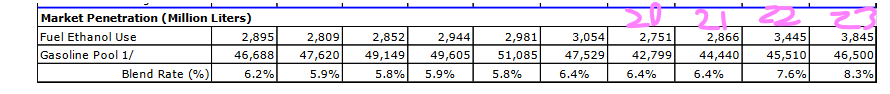 20 21 22 23
Market Penetration (Million Liters)
Fuel Ethanol Use 2,895 2,809 2,852 2,944 2,981 3,054 2,751 2,866 3,445 3,845
Gasoline Pool 1/ 46,688 47,620 49,149 49,605 51,085 47,529 42,799 44,440 45,510 46,500
Blend Rate (%) 6.2% 5.9% 5.8% 5.9% 5.8% 6.4% 6.4% 6.4% 7.6% 8.3%